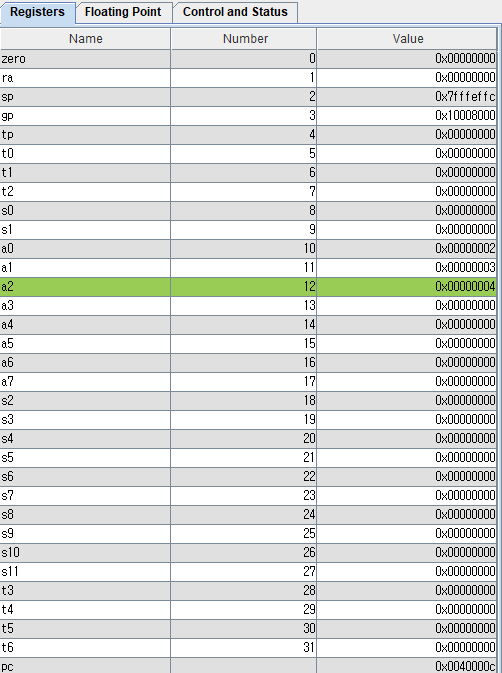 Registers Floating Point Control and Status
Name Number Value
zero 0 0x00000000
ra 1 0x00000000
sp 2 0x7fffeffc
gp 3 0x10008000
tp 4 0x00000000
t0 5 0x00000000
t1 6 0x00000000
t2 7 0x00000000
s0 8 0x00000000
s1 9 0x00000000
a0 10 0x00000002
a1 11 0x00000003
a2 12 0x00000004
a3 13 0x00000000
a4 14 0x00000000
a5 15 0x00000000
a6 16 0x00000000
a7 17 0x00000000
s2 18 0x00000000
s3 19 0x00000000
s4 20 0x00000000
s5 21 0x00000000
s6 22 0x00000000
s7 23 0x00000000
s8 24 0x00000000
s9 25 0x00000000
s10 26 0x00000000
s11 27 0x00000000
t3 28 0x00000000
t4 29 0x00000000
t5 30 0x00000000
t6 31 0x00000000
pc 0x0040000c